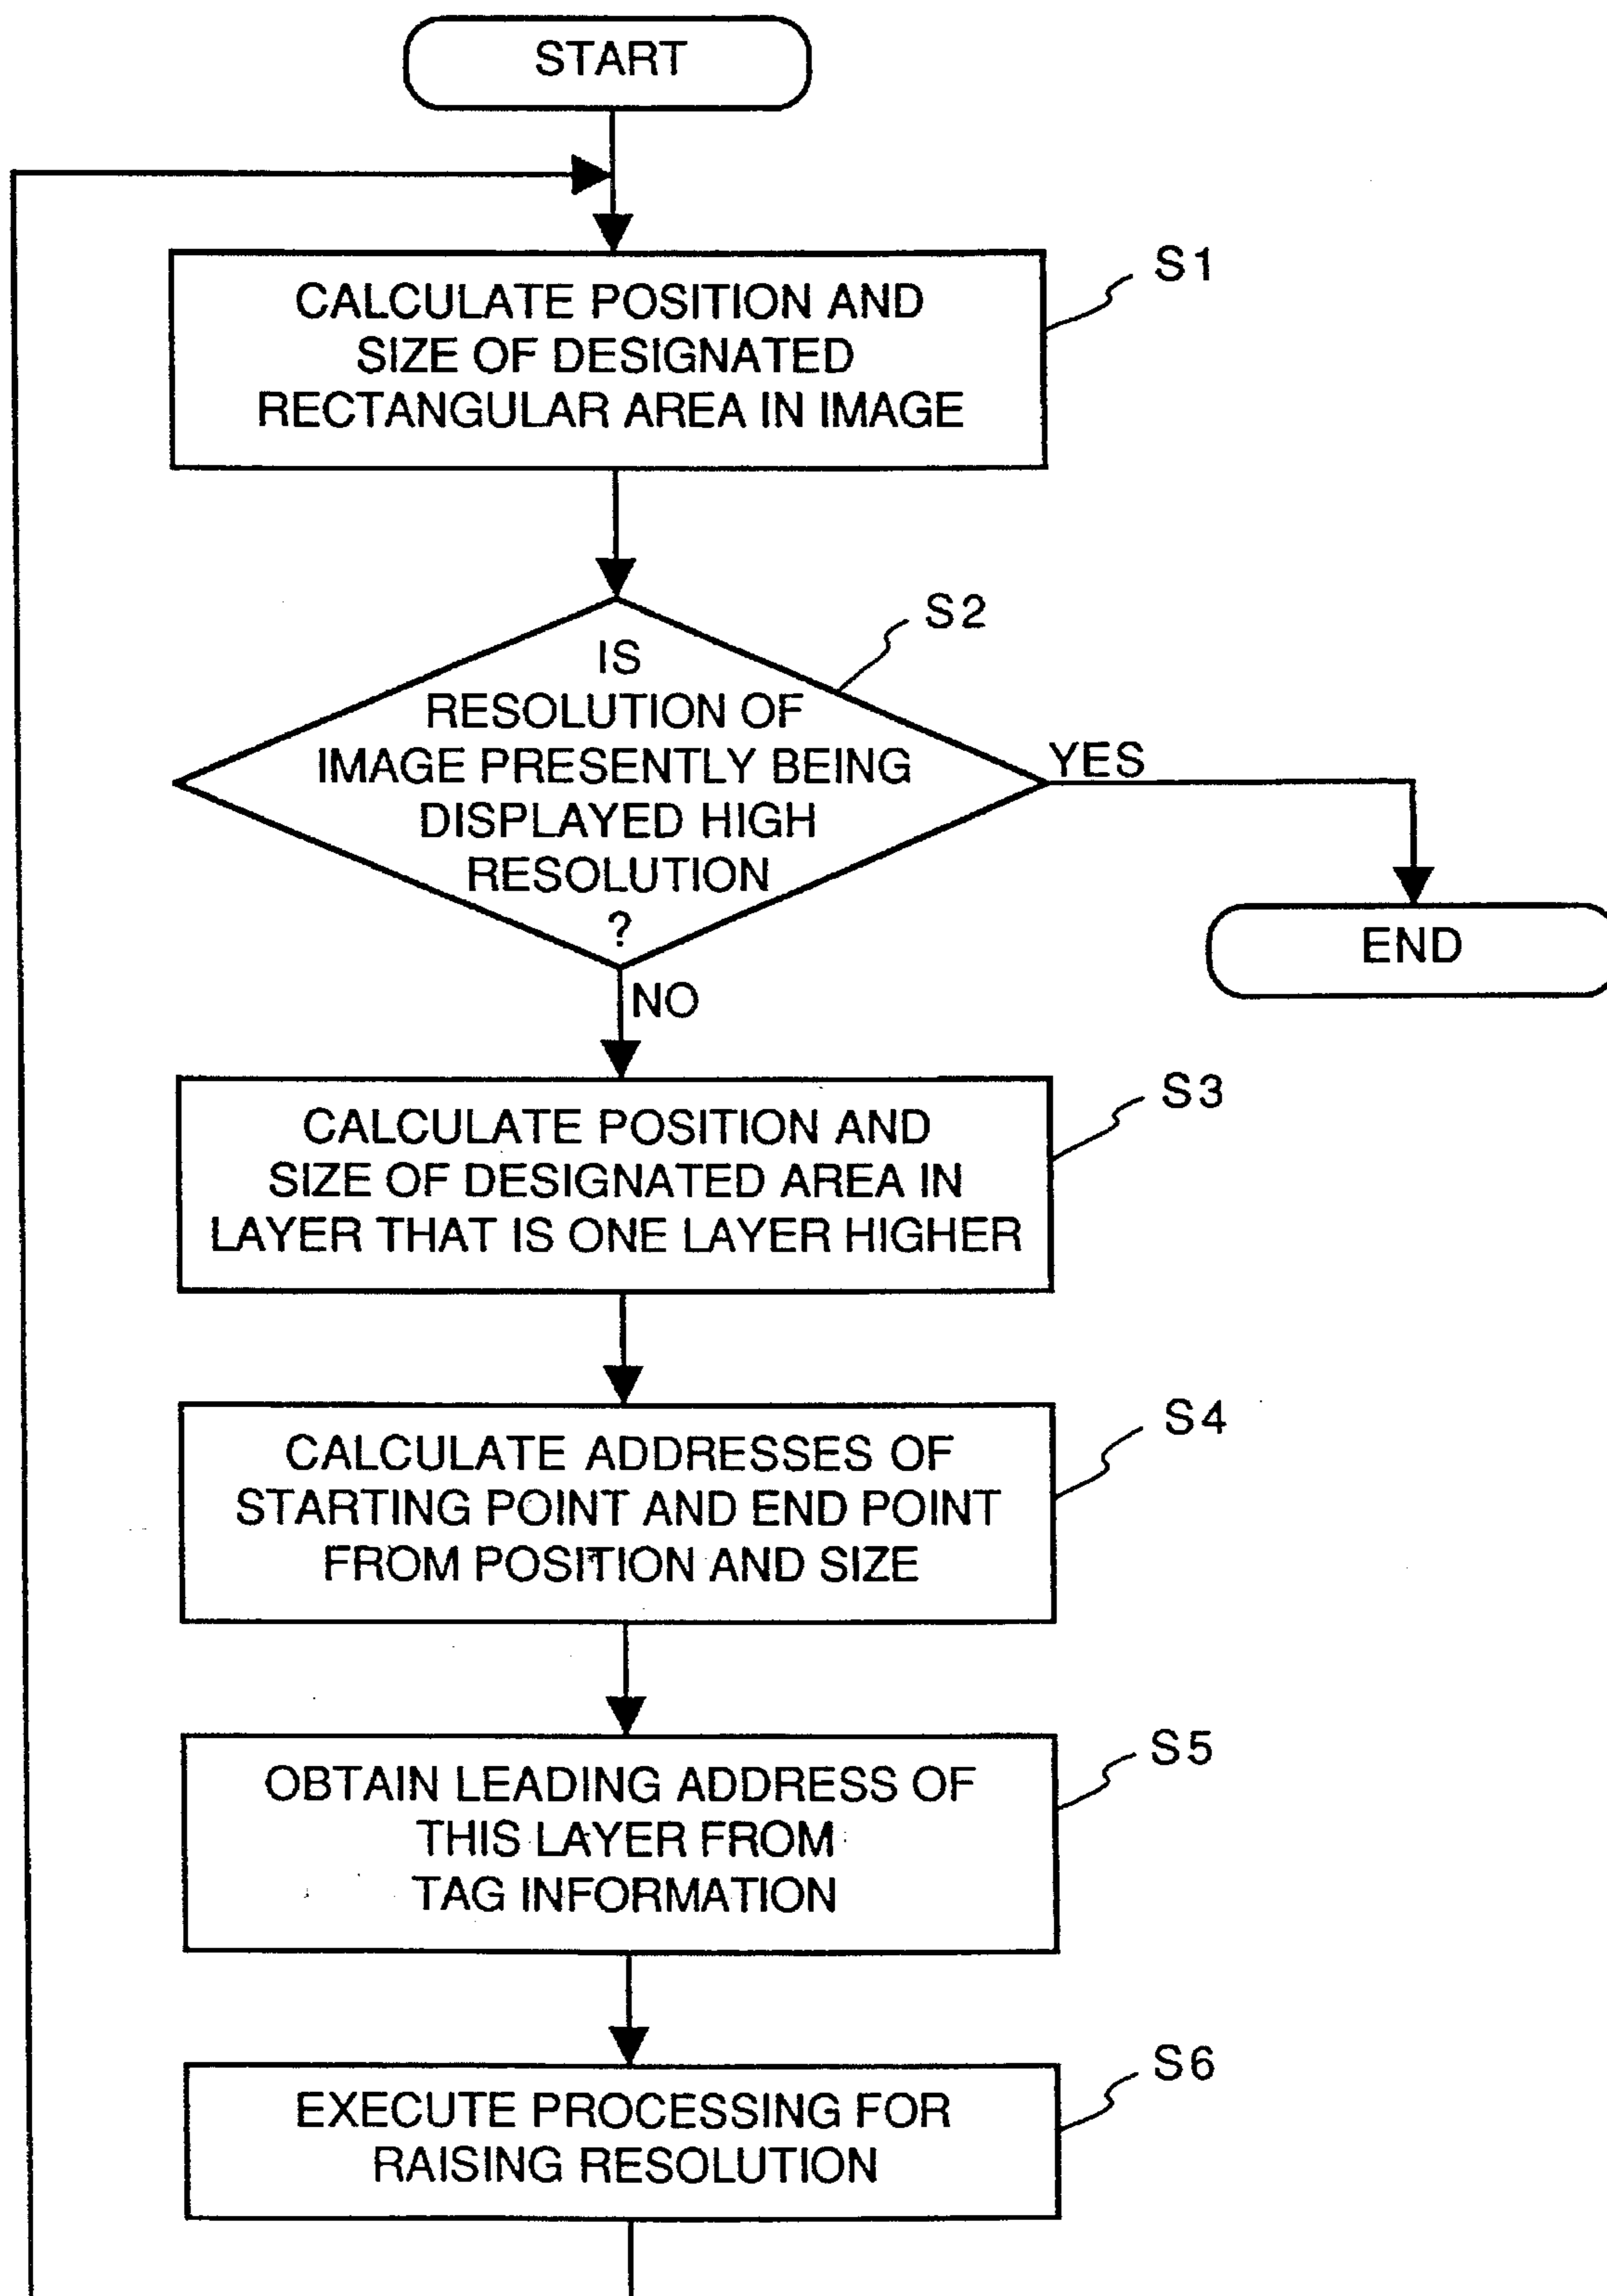 START
CALCULATE POSITION AND
SIZE OF DESIGNATED
RECTANGULAR AREA IN IMAGE
S1
IS
RESOLUTION OF
IMAGE PRESENTLY BEING
DISPLAYED HIGH
RESOLUTION
?
S2
YES
END
NO
CALCULATE POSITION AND
SIZE OF DESIGNATED AREA IN
LAYER THAT IS ONE LAYER HIGHER
S3
CALCULATE ADDRESSES OF
STARTING POINT AND END POINT
FROM POSITION AND SIZE
S4
OBTAIN LEADING ADDRESS OF
THIS LAYER FROM
TAG INFORMATION
S5
EXECUTE PROCESSING FOR
RAISING RESOLUTION
S6